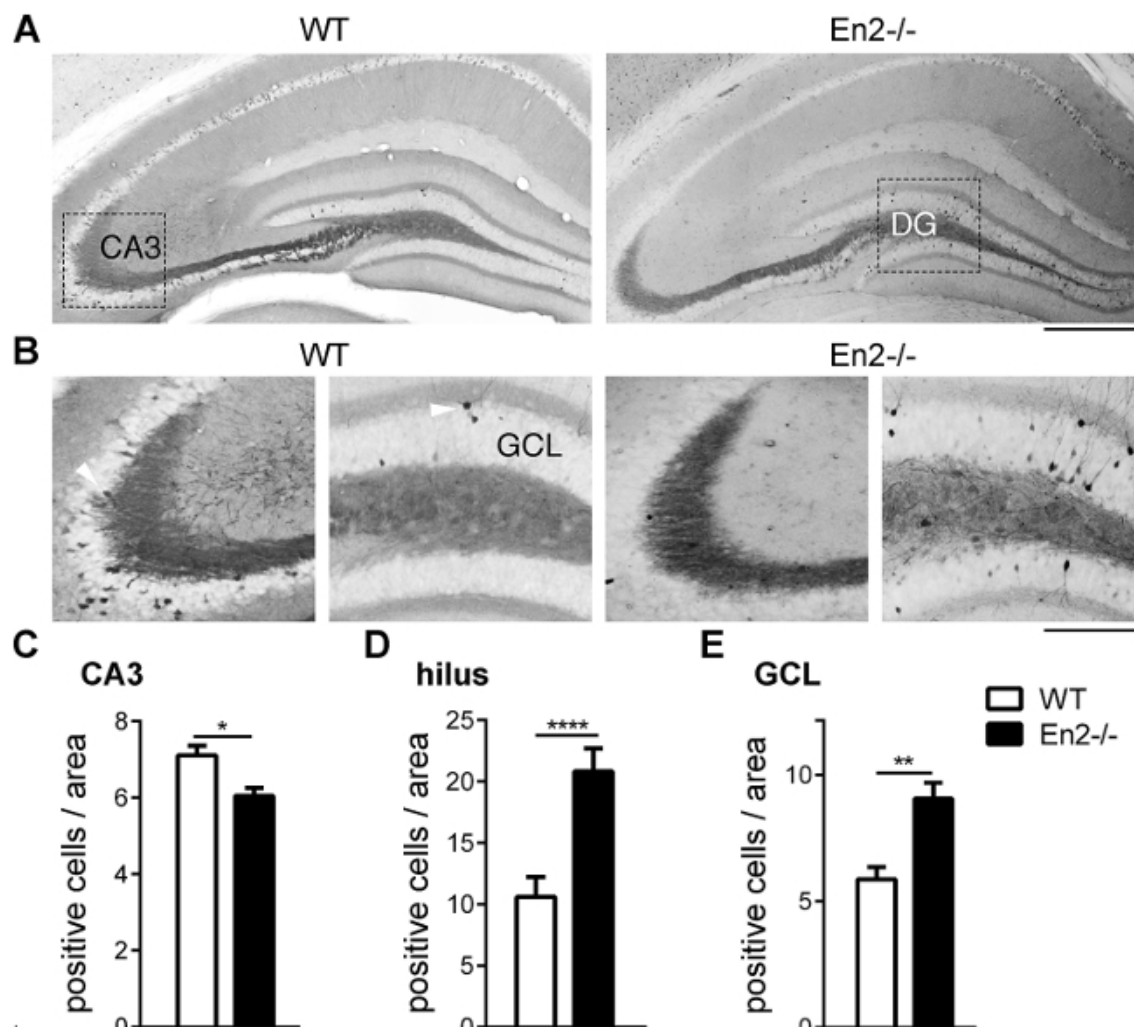 A WT En2-/-
CA3
DG
B WT En2-/-
GCL
C CA3
D hilus
E GCL
WT
En2-/-
positive cells / area
8
6
4
2
0
*
positive cells / area
25
20
15
10
5
0
****
positive cells / area
10
5
0
**